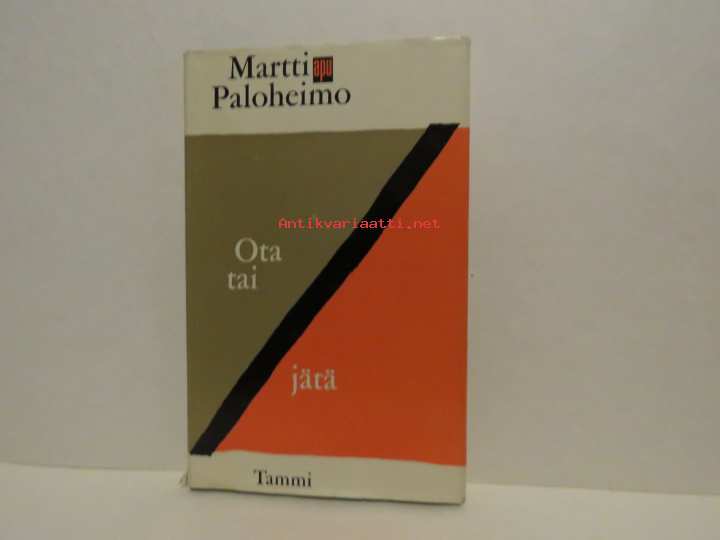 Martti apu
Paloheimo
Antikvariaatti.net
Ota
tai
jätä
Tammi